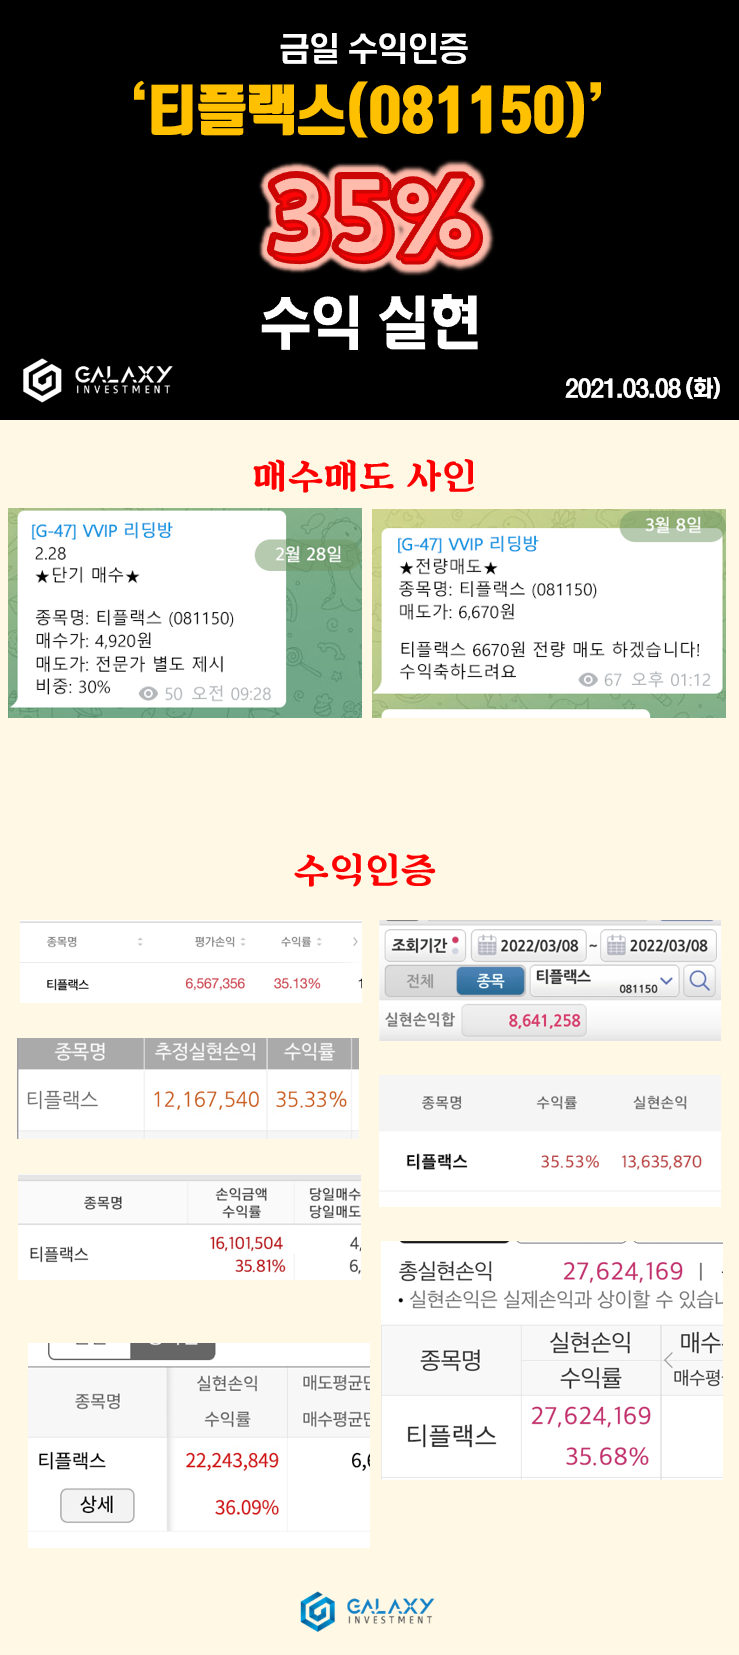 금일 수익인증
‘티플랙스(081150)’
35%
수익 실현
GALAXY
INVESTMENT
2021.03.08 (화)
매수매도 사인
[G-47] VVIP 리딩방
2.28
2월 28일
★단기 매수★
종목명: 티플랙스 (081150)
매수가: 4,920원
매도가: 전문가 별도 제시
비중: 30%
50 오전 09:28
3월 8일
[G-47] VVIP 리딩방
★전량매도★
종목명: 티플랙스 (081150)
매도가: 6,670원
티플랙스 6670원 전량 매도 하겠습니다!
수익축하드려요
67 오후 01:12
수익인증
종목명 평가손익 수익률
티플랙스 6,567,356 35.13%
조회기간 2022/03/08 ~ 2022/03/08
전체 종목 티플랙스 081150
실현손익합 8,641,258
종목명 추정실현손익 수익률
티플랙스 12,167,540 35.33%
종목명 수익률 실현손익
티플랙스 35.53% 13,635,870
종목명 손익금액 당일매수
수익률 당일매도
티플랙스 16,101,504 4,
35.81% 6,
총실현손익 27,624,169 |
• 실현손익은 실제손익과 상이할 수 있습니
종목명 실현손익 매수
수익률 매수평
티플랙스 27,624,169
35.68%
종목명 실현손익 매도평균단
수익률 매수평균단
티플랙스 22,243,849 6,6
상세 36.09%
GALAXY
INVESTMENT